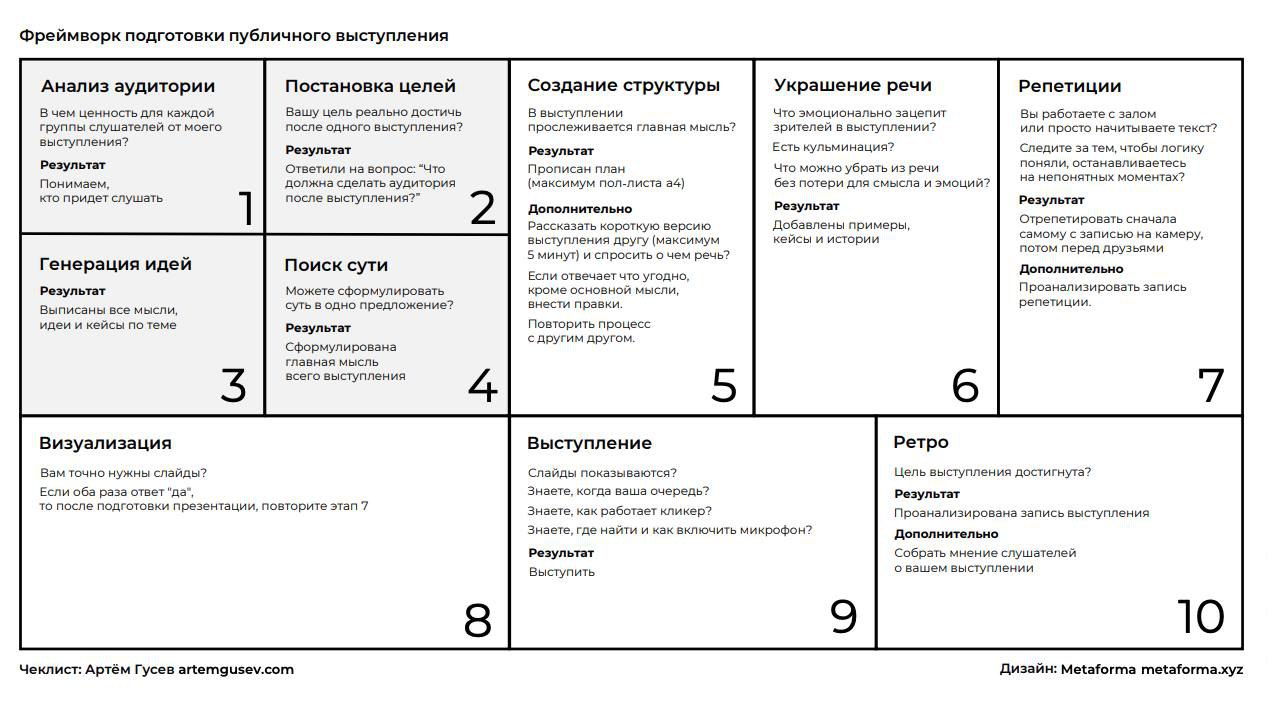 Фреймворк подготовки публичного выступления
Анализ аудитории
В чем ценность для каждой
группы слушателей от моего
выступления?
Результат
Понимаем,
кто придет слушать
1
Постановка целей
Вашу цель реально достичь
после одного выступления?
Результат
Ответили на вопрос: “Что
должна сделать аудитория
после выступления?”
2
Генерация идей
Результат
Выписаны все мысли,
идеи и кейсы по теме
3
Поиск сути
Можете сформулировать
суть в одно предложение?
Результат
Сформулирована
главная мысль
всего выступления
4
Создание структуры
В выступлении
прослеживается главная мысль?
Результат
Прописан план
(максимум пол-листа а4)
Дополнительно
Рассказать короткую версию
выступления другу (максимум
5 минут) и спросить о чем речь?
Если отвечает что угодно,
кроме основной мысли,
внести правки.
Повторить процесс
с другим другом.
5
Украшение речи
Что эмоционально зацепит
зрителей в выступлении?
Есть кульминация?
Что можно убрать из речи
без потери для смысла и эмоций?
Результат
Добавлены примеры,
кейсы и истории
6
Репетиции
Вы работаете с залом
или просто начитываете текст?
Следите за тем, чтобы логику
поняли, останавливаетесь
на непонятных моментах?
Результат
Отрепетировать сначала
самому с записью на камеру,
потом перед друзьями
Дополнительно
Проанализировать запись
репетиции.
7
Визуализация
Вам точно нужны слайды?
Если оба раза ответ "да",
то после подготовки презентации, повторите этап 7
8
Выступление
Слайды показываются?
Знаете, когда ваша очередь?
Знаете, как работает кликер?
Знаете, где найти и как включить микрофон?
Результат
Выступить
9
Ретро
Цель выступления достигнута?
Результат
Проанализирована запись выступления
Дополнительно
Собрать мнение слушателей
о вашем выступлении
10
Чеклист: Артём Гусев artemgusev.com
Дизайн: Metaforma metaforma.xyz